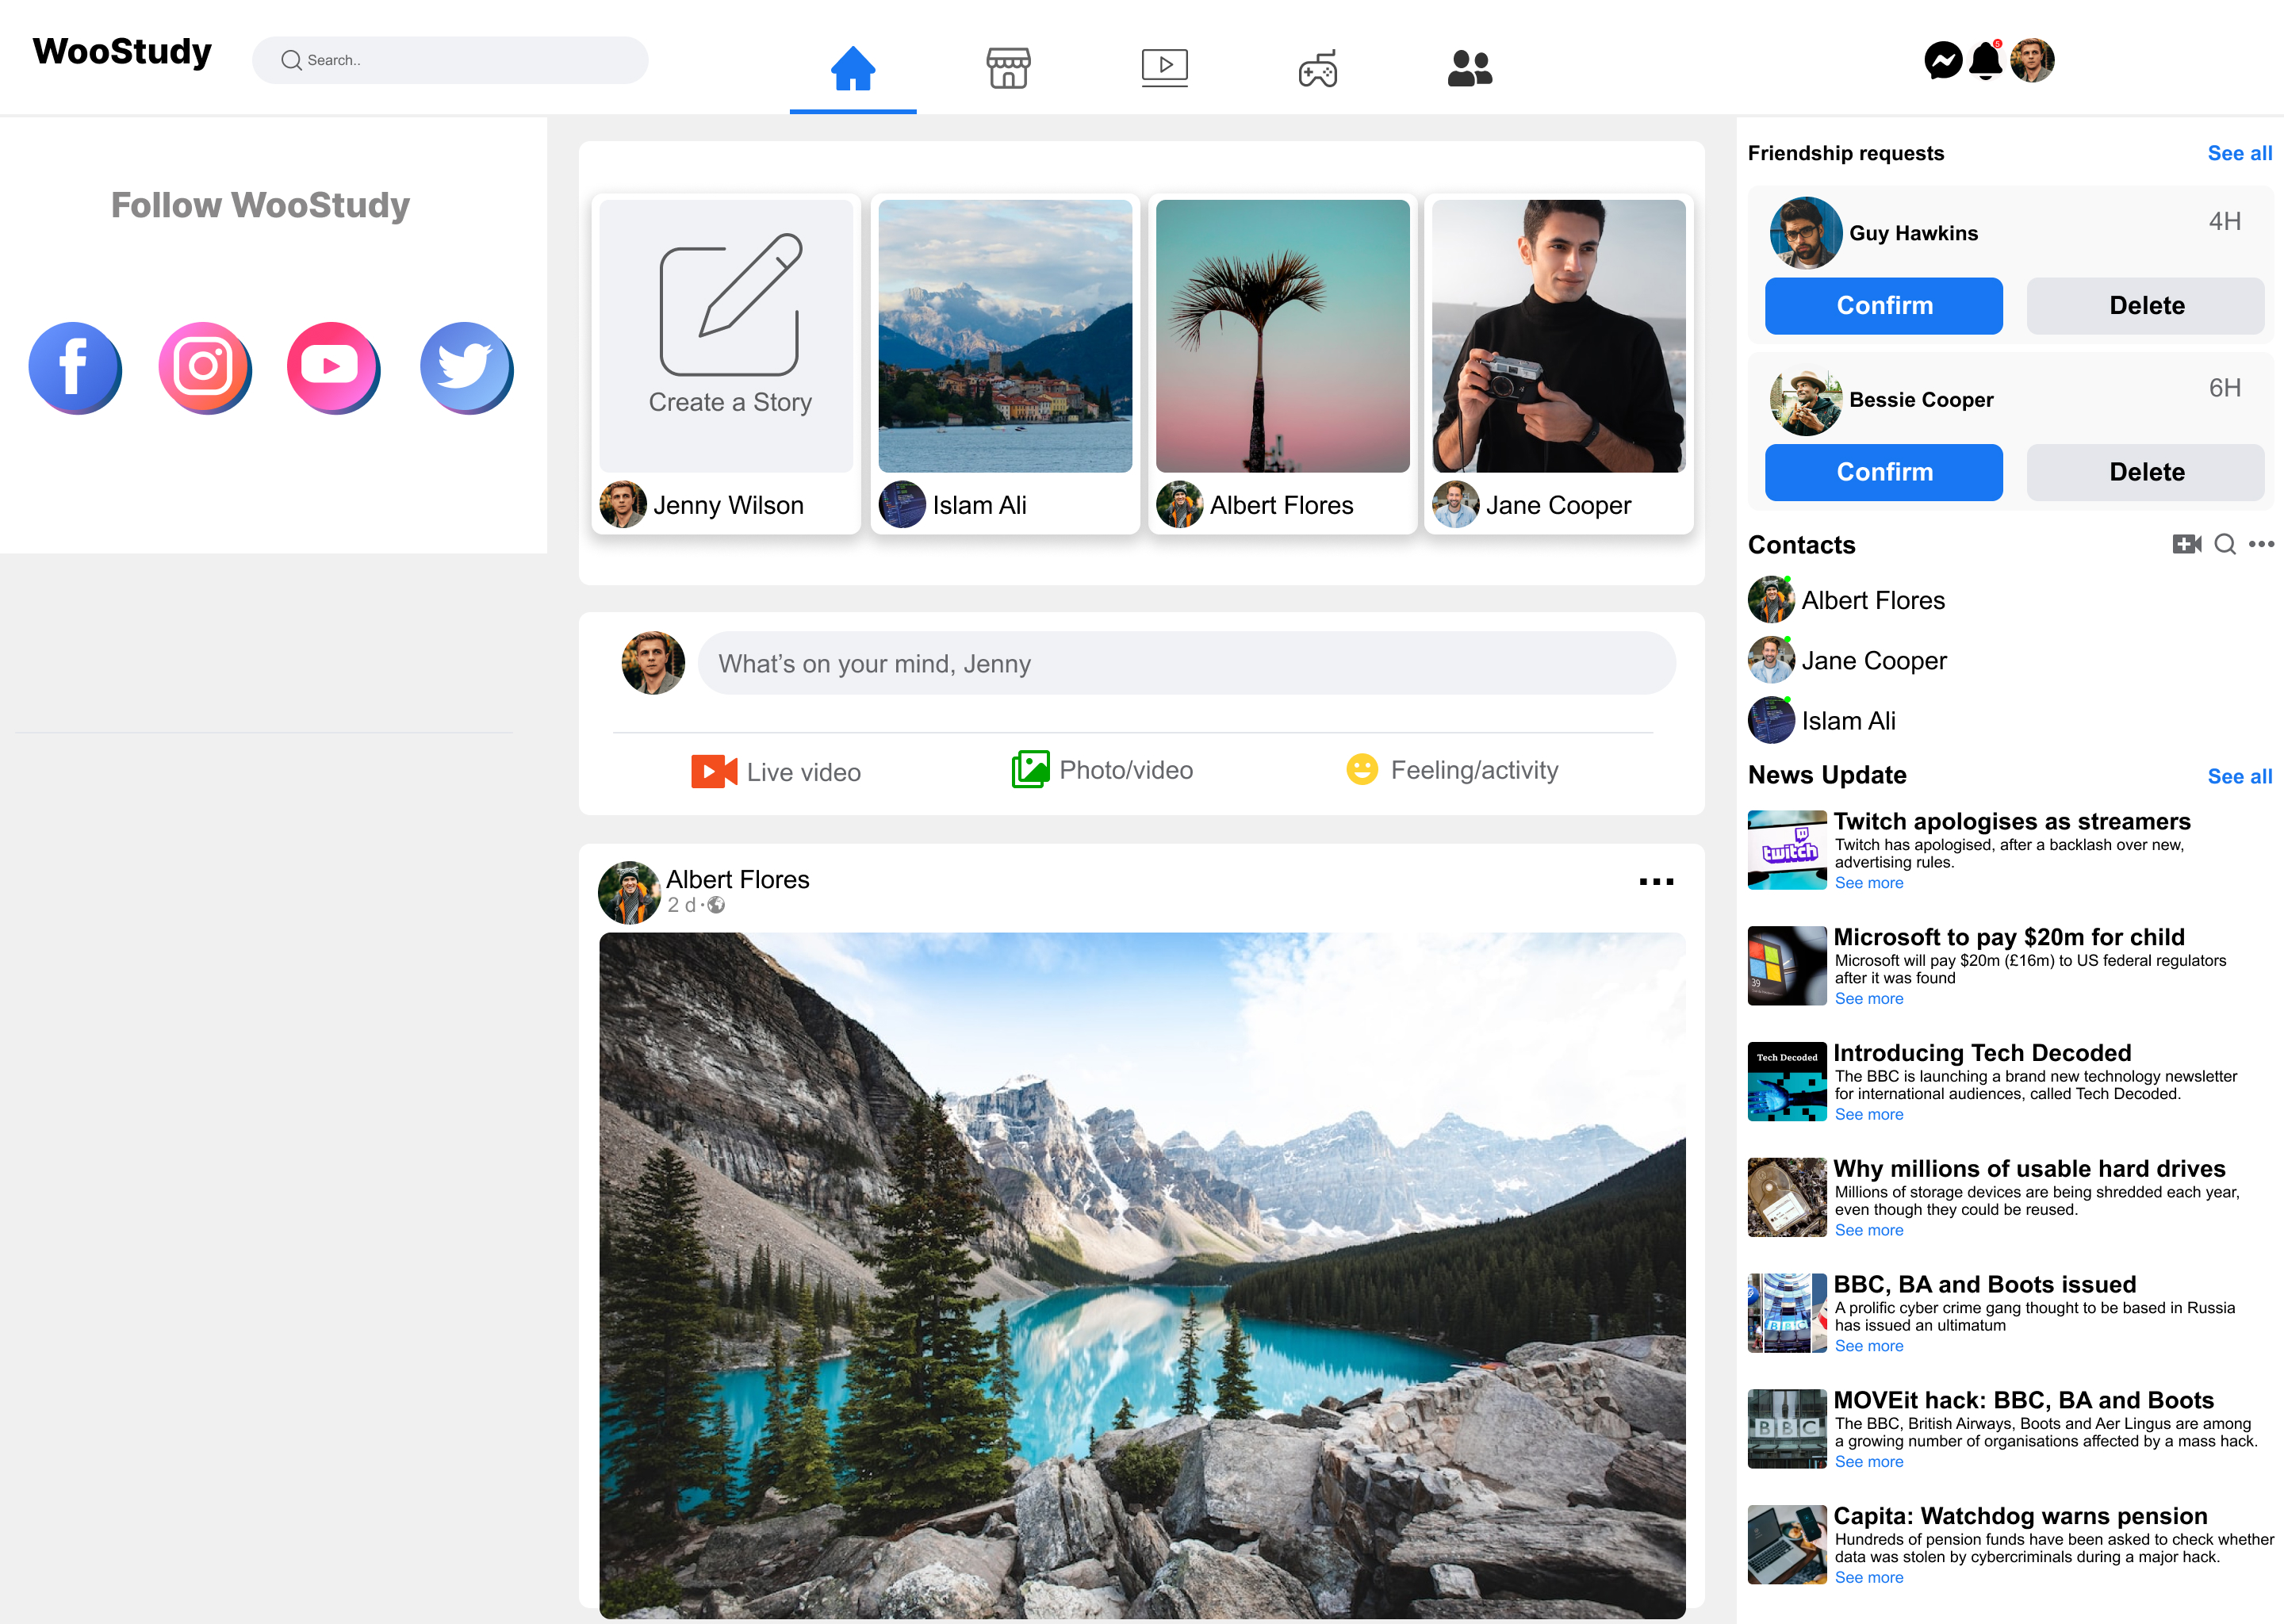 WooStudy
Search..
5
Follow WooStudy
Create a Story
Jenny Wilson
Islam Ali
Albert Flores
Jane Cooper
What’s on your mind, Jenny
Live video
Photo/video
Feeling/activity
Albert Flores
2 d ·
Friendship requests
See all
Guy Hawkins
4H
Confirm
Delete
Bessie Cooper
6H
Confirm
Delete
Contacts
Albert Flores
Jane Cooper
Islam Ali
News Update
See all
twitch
Twitch apologises as streamers
Twitch has apologised, after a backlash over new,
advertising rules.
See more
39
Microsoft to pay $20m for child
Microsoft will pay $20m (£16m) to US federal regulators
after it was found
See more
Tech Decoded
Introducing Tech Decoded
The BBC is launching a brand new technology newsletter
for international audiences, called Tech Decoded.
See more
Why millions of usable hard drives
Millions of storage devices are being shredded each year,
even though they could be reused.
See more
BBC
BBC, BA and Boots issued
A prolific cyber crime gang thought to be based in Russia
has issued an ultimatum
See more
BBC
MOVEit hack: BBC, BA and Boots
The BBC, British Airways, Boots and Aer Lingus are among
a growing number of organisations affected by a mass hack.
See more
Capita: Watchdog warns pension
Hundreds of pension funds have been asked to check whether
data was stolen by cybercriminals during a major hack.
See more